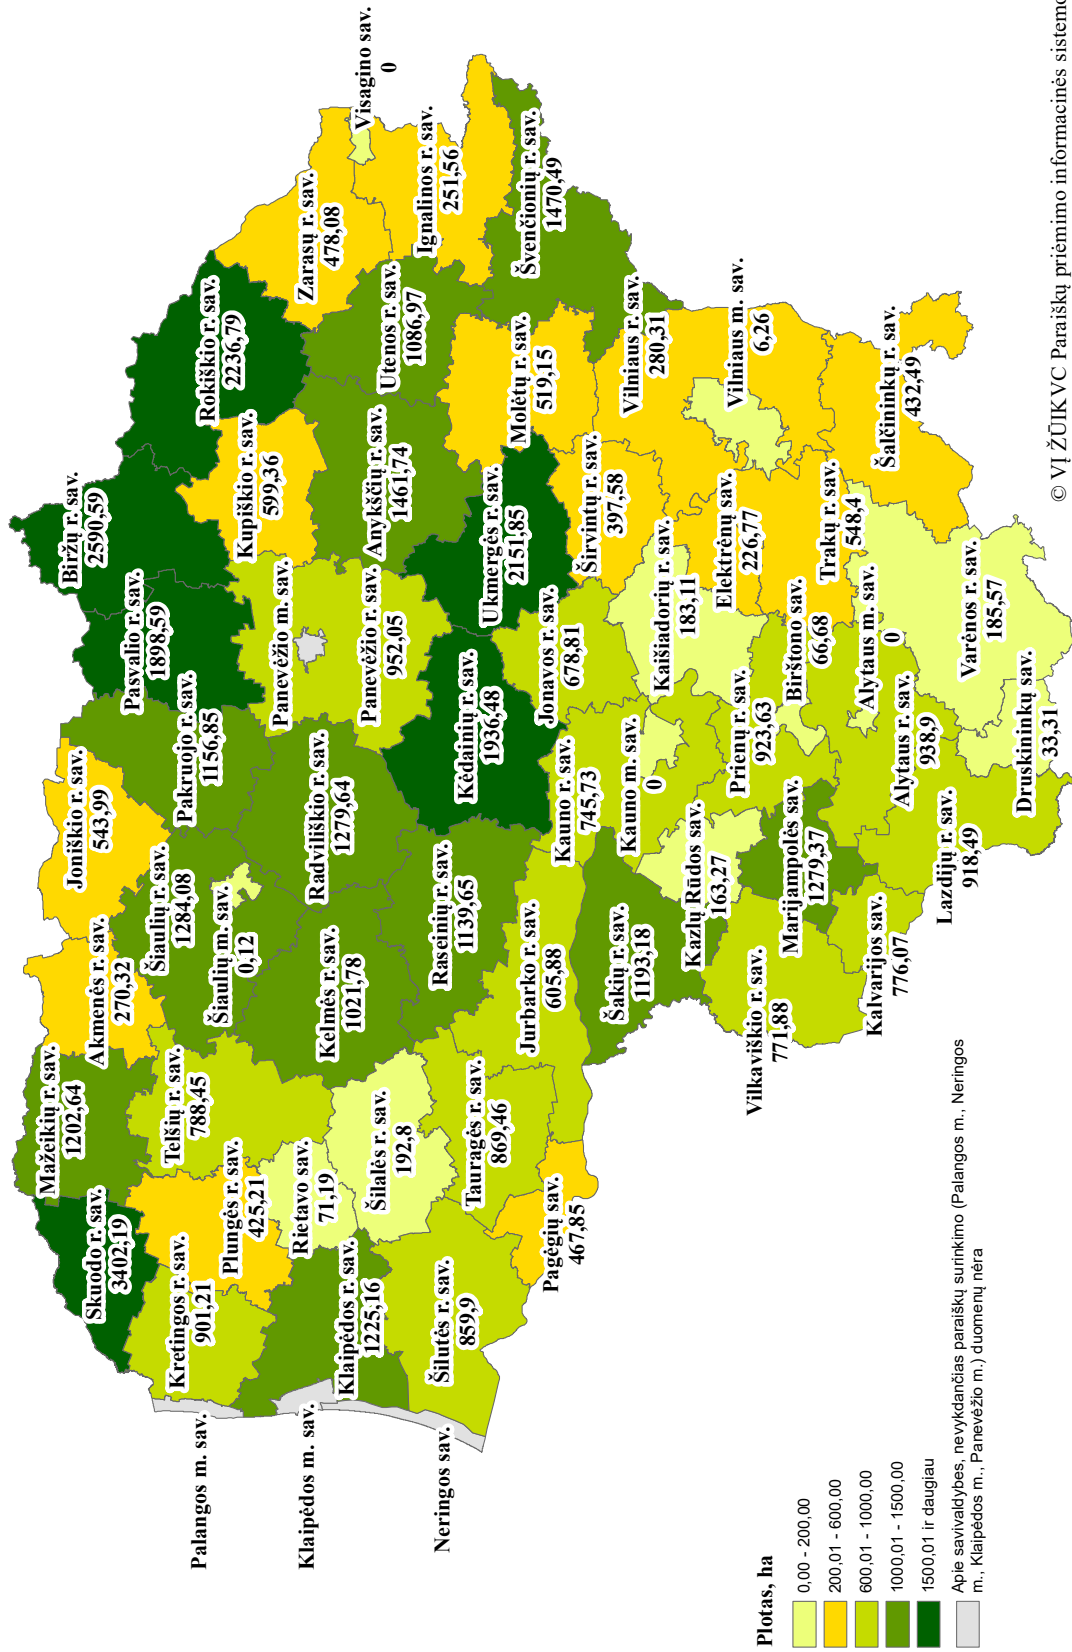 Skuodo r. sav.
3402,19
Mažeikių r. sav.
1202,64
Akmenės r. sav.
270,32
Joniškio r. sav.
543,99
Biržų r. sav.
2590,59
Pasvalio r. sav.
1898,59
Pakruojo r. sav.
1156,85
Rokiškio r. sav.
2236,79
Kupiškio r. sav.
599,36
Zarasų r. sav.
478,08
Visagino sav.
0
Ignalinos r. sav.
251,56
Švenčionių r. sav.
1470,49
Utenos r. sav.
1086,97
Anykščių r. sav.
1461,74
Molėtų r. sav.
519,15
Palangos m. sav.
Kretingos r. sav.
901,21
Plungės r. sav.
425,21
Telšių r. sav.
788,45
Šiaulių r. sav.
1284,08
Šiaulių m. sav.
0,12
Radviliškio r. sav.
1279,64
Panevėžio m. sav.
Panevėžio r. sav.
952,05
Kelmės r. sav.
1021,78
Rietavo sav.
71,19
Klaipėdos m. sav.
Klaipėdos r. sav.
1225,16
Šilalės r. sav.
192,8
Neringos sav.
Šilutės r. sav.
859,9
Tauragės r. sav.
869,46
Pagėgių sav.
467,85
Raseinių r. sav.
1139,65
Jurbarko r. sav.
605,88
Kėdainių r. sav.
1936,48
Ukmergės r. sav.
2151,85
Jonavos r. sav.
678,81
Širvintų r. sav.
397,58
Vilniaus r. sav.
280,31
Vilniaus m. sav.
6,26
Kauno r. sav.
745,73
Kauno m. sav.
0
Kaišiadorių r. sav.
183,11
Elektrėnų sav.
226,77
Trakų r. sav.
548,4
Šalčininkų r. sav.
432,49
Šakių r. sav.
1193,18
Kazlų Rūdos sav.
163,27
Prienų r. sav.
923,63
Birštono sav.
66,68
Vilkaviškio r. sav.
771,88
Marijampolės sav.
1279,37
Kalvarijos sav.
776,07
Alytaus m. sav.
0
Alytaus r. sav.
938,9
Varėnos r. sav.
185,57
Lazdijų r. sav.
918,49
Druskininkų sav.
33,31
Plotas, ha
0,00 - 200,00
200,01 - 600,00
600,01 - 1000,00
1000,01 - 1500,00
1500,01 ir daugiau
Apie savivaldybes, nevykdančias paraiškų surinkimo (Palangos m., Neringos
m., Klaipėdos m., Panevėžio m.) duomenų nėra
© VĮ ŽŪIKVC Paraiškų priėmimo informacinės sistemo